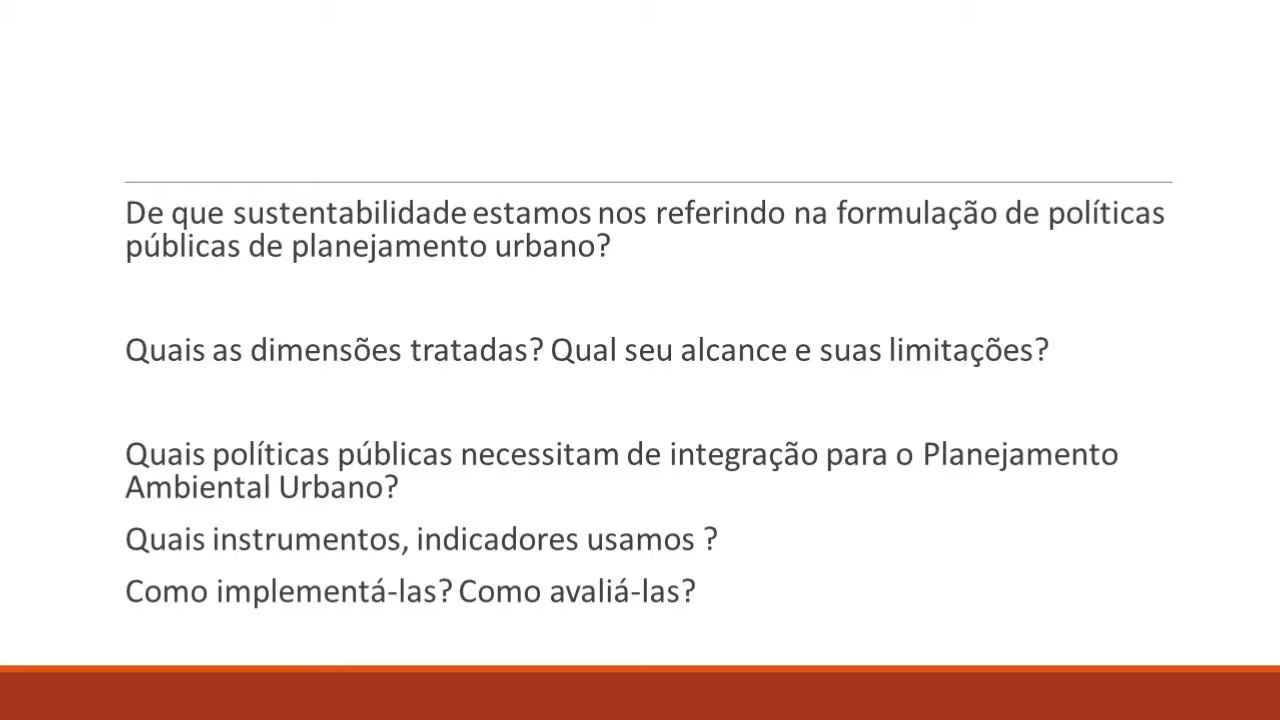 De que sustentabilidade estamos nos referindo na formulação de políticas
públicas de planejamento urbano?
Quais as dimensões tratadas? Qual seu alcance e suas limitações?
Quais políticas públicas necessitam de integração para o Planejamento
Ambiental Urbano?
Quais instrumentos, indicadores usamos ?
Como implementá-las? Como avaliá-las?